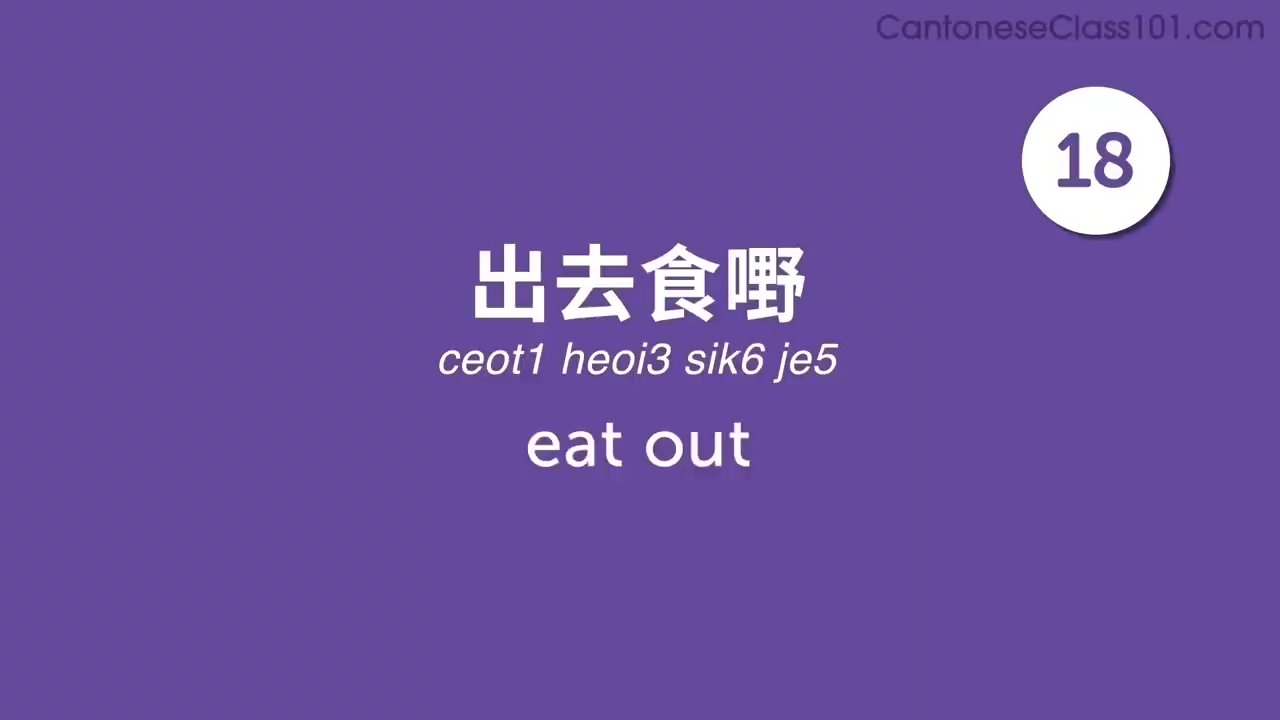 CantoneseClass101.com
18
出去食嘢
ceot1 heoi3 sik6 je5
eat out